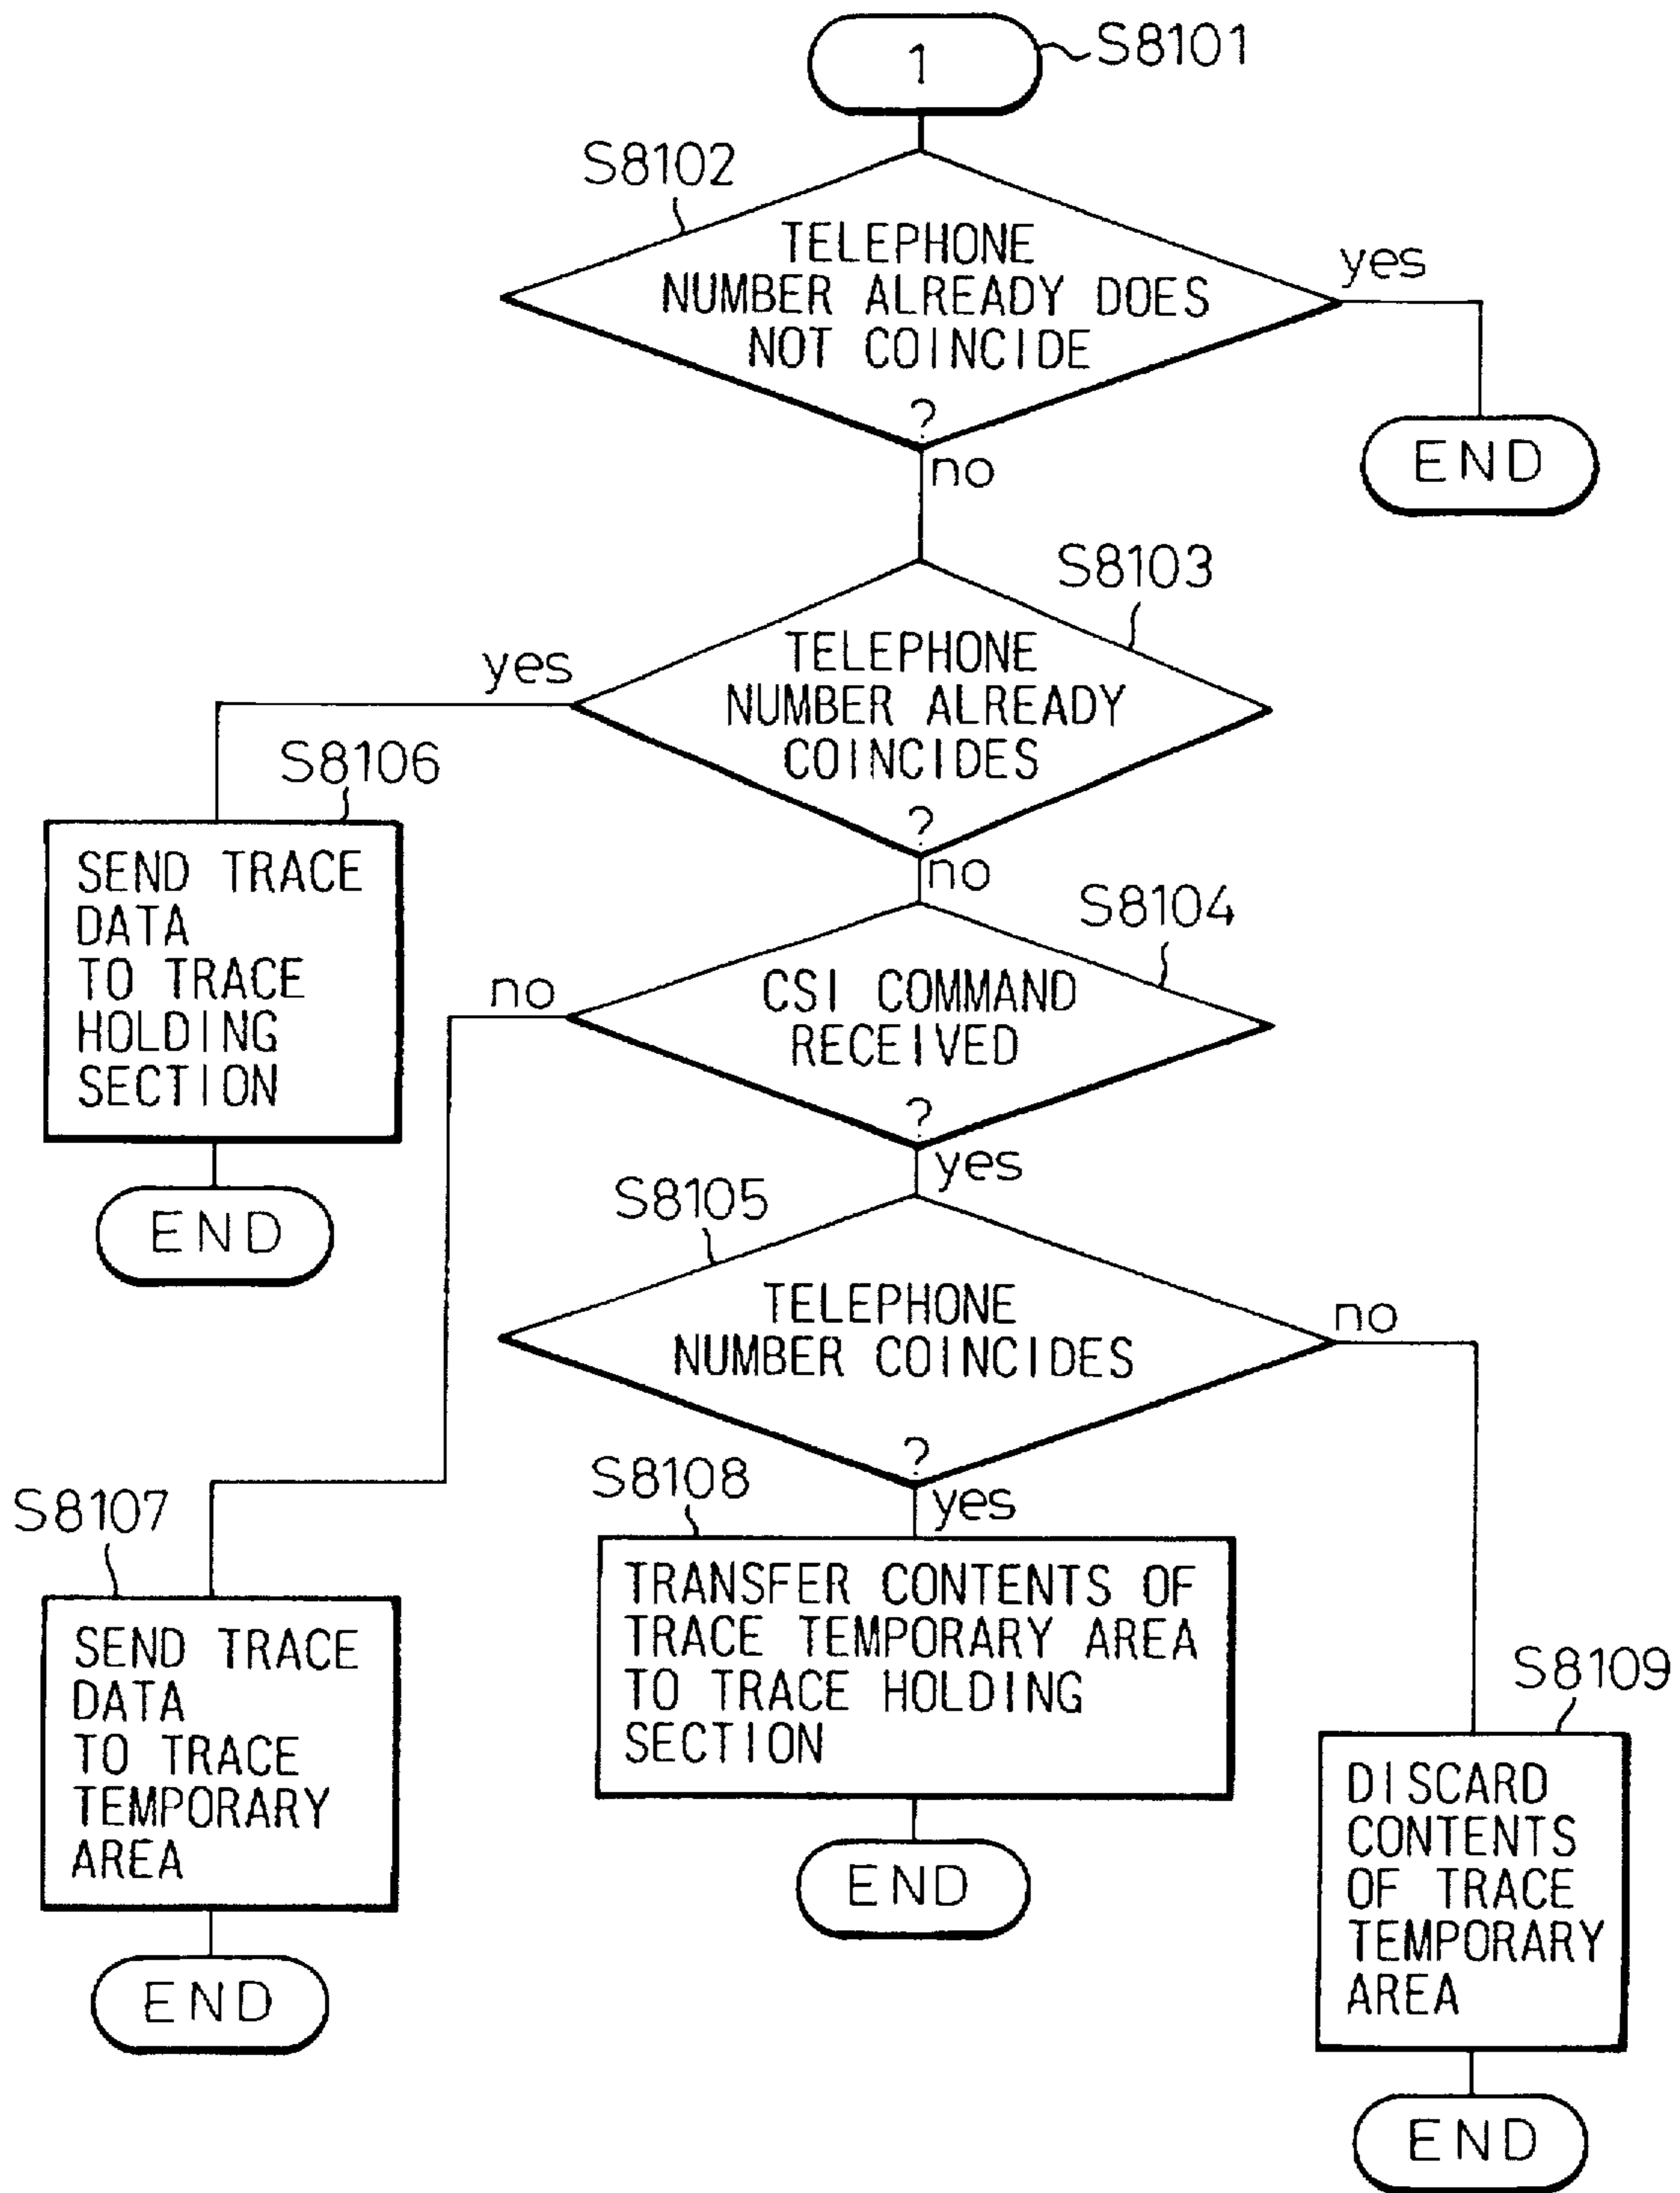 1
S8101
S8102
TELEPHONE
NUMBER ALREADY DOES
NOT COINCIDE
?
yes
END
no
S8103
TELEPHONE
NUMBER ALREADY
COINCIDES
?
yes
S8106
SEND TRACE
DATA
TO TRACE
HOLDING
SECTION
END
no
S8104
CSI COMMAND
RECEIVED
?
no
yes
S8105
TELEPHONE
NUMBER COINCIDES
?
no
yes
S8107
SEND TRACE
DATA
TO TRACE
TEMPORARY
AREA
END
S8108
TRANSFER CONTENTS OF
TRACE TEMPORARY AREA
TO TRACE HOLDING
SECTION
END
S8109
DISCARD
CONTENTS
OF TRACE
TEMPORARY
AREA
END